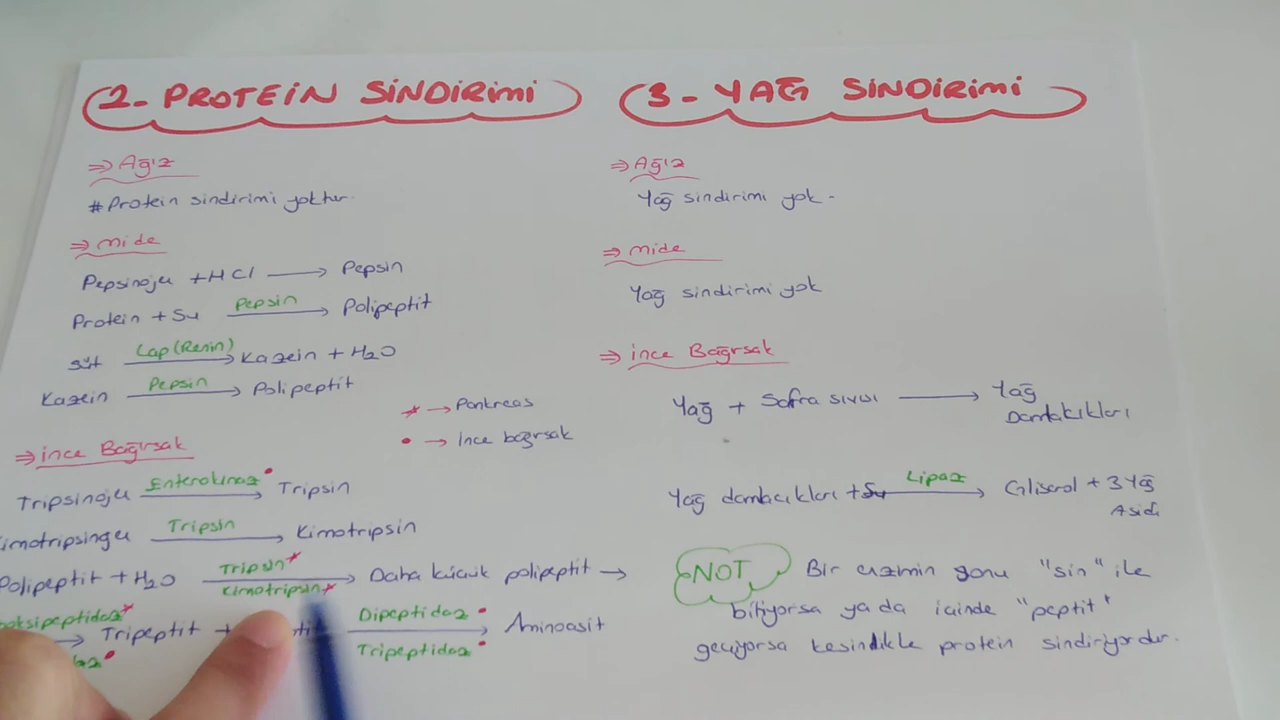 2- PROTEİN SİNDİRİMİ
⇒ Ağız
# Protein sindirimi yoktur.
⇒ mide
Pepsinojen + HCl → Pepsin
Protein + Su Pepsin → Polipeptit
süt Lap (Renin) → Kazein + H2O
Kazein Pepsin → Polipeptit
* → Pankreas
• → İnce bağırsak
⇒ ince Bağırsak
Tripsinojen Enterokinaz • → Tripsin
Tripsin → Kimotripsin
Polipeptit + H2O Tripsin* Kimotripsin* → Daha küçük polipeptit →
→ Tripeptit + Dipeptidaz • Tripeptidaz • → Aminoasit
3- YAĞ SİNDİRİMİ
⇒ Ağız
Yağ sindirimi yok.
⇒ mide
Yağ sindirimi yok
⇒ ince Bağırsak
Yağ + Safra sıvısı → Yağ
Damlacıkları
Yağ damlacıkları + Su Lipaz → Gliserol + 3 Yağ
Asidi
NOT Bir enzimin sonu "sin" ile
bitiyorsa ya da içinde "peptit"
geçiyorsa kesinlikle protein sindiriyordur.